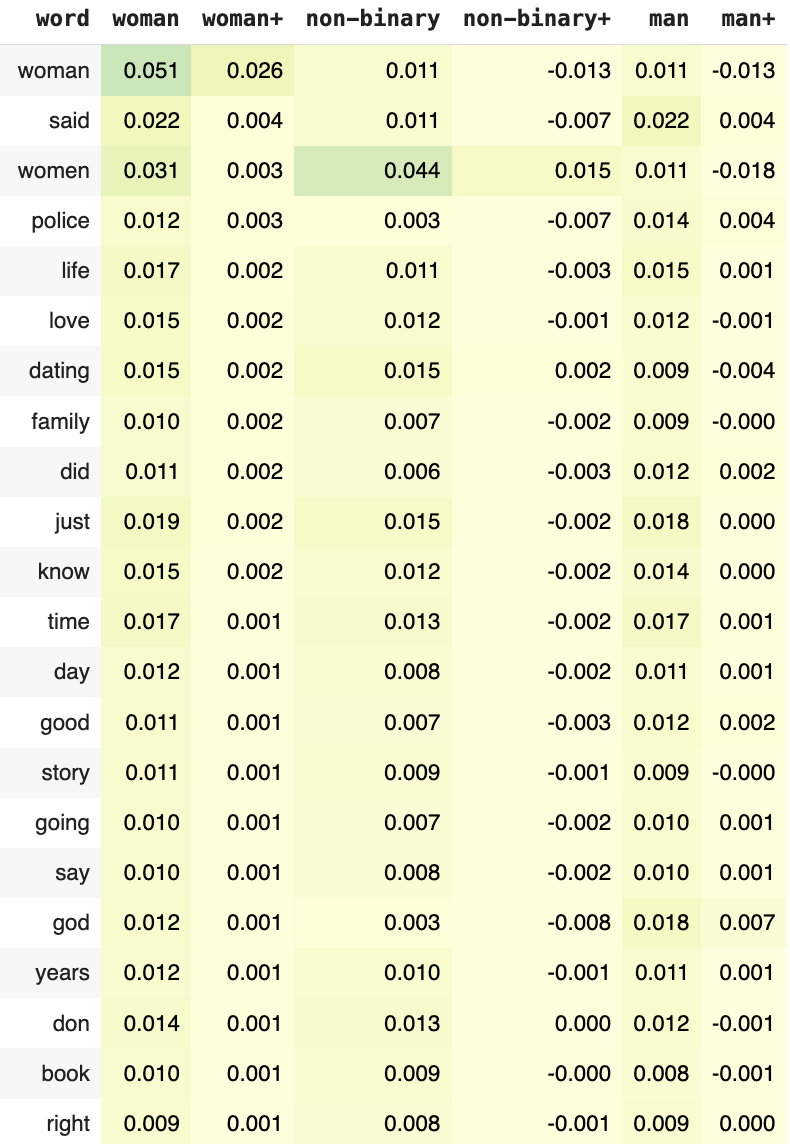 word woman woman+ non-binary non-binary+ man man+
woman 0.051 0.026 0.011 -0.013 0.011 -0.013
said 0.022 0.004 0.011 -0.007 0.022 0.004
women 0.031 0.003 0.044 0.015 0.011 -0.018
police 0.012 0.003 0.003 -0.007 0.014 0.004
life 0.017 0.002 0.011 -0.003 0.015 0.001
love 0.015 0.002 0.012 -0.001 0.012 -0.001
dating 0.015 0.002 0.015 0.002 0.009 -0.004
family 0.010 0.002 0.007 -0.002 0.009 -0.000
did 0.011 0.002 0.006 -0.003 0.012 0.002
just 0.019 0.002 0.015 -0.002 0.018 0.000
know 0.015 0.002 0.012 -0.002 0.014 0.000
time 0.017 0.001 0.013 -0.002 0.017 0.001
day 0.012 0.001 0.008 -0.002 0.011 0.001
good 0.011 0.001 0.007 -0.003 0.012 0.002
story 0.011 0.001 0.009 -0.001 0.009 -0.000
going 0.010 0.001 0.007 -0.002 0.010 0.001
say 0.010 0.001 0.008 -0.002 0.010 0.001
god 0.012 0.001 0.003 -0.008 0.018 0.007
years 0.012 0.001 0.010 -0.001 0.011 0.001
don 0.014 0.001 0.013 0.000 0.012 -0.001
book 0.010 0.001 0.009 -0.000 0.008 -0.001
right 0.009 0.001 0.008 -0.001 0.009 0.000